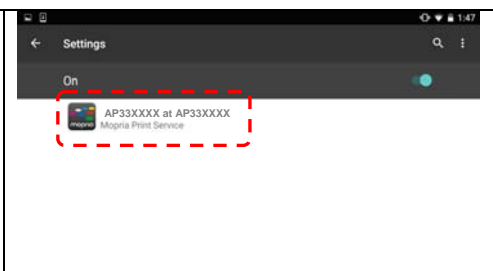 1:47
Settings
On
AP33XXXX at AP33XXXX
mopria
Mopria Print Service